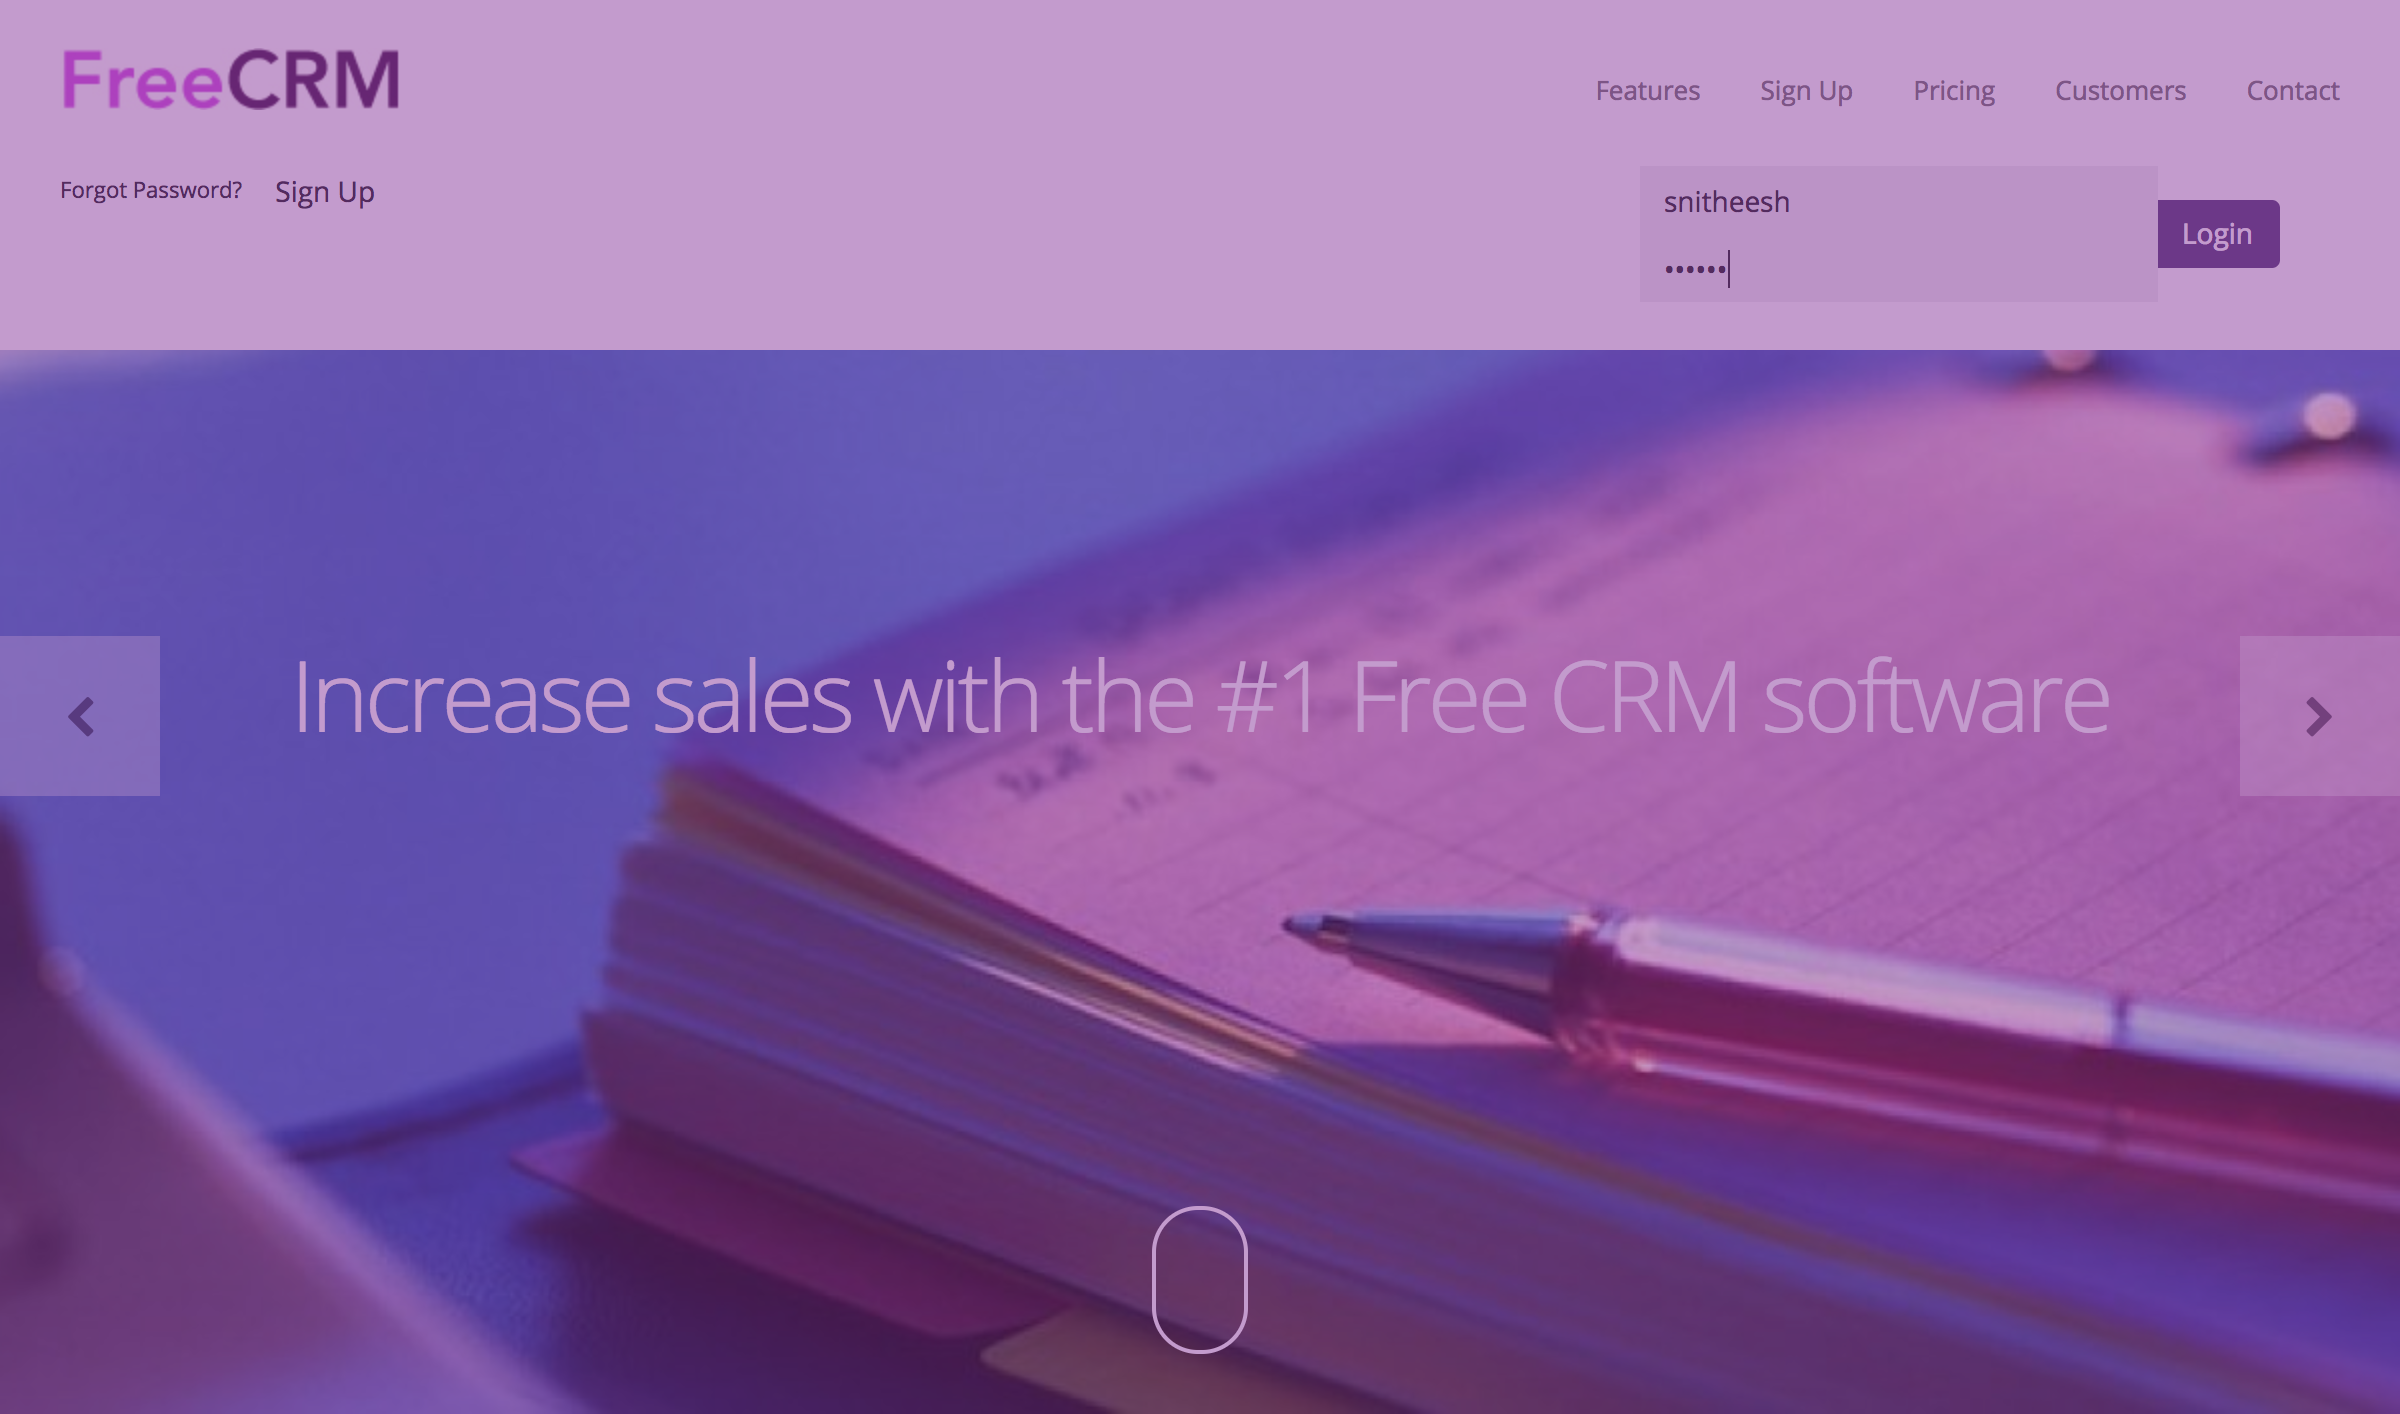 FreeCRM
Features Sign Up Pricing Customers Contact
Forgot Password? Sign Up
snitheesh
••••••
Login
Increase sales with the #1 Free CRM software